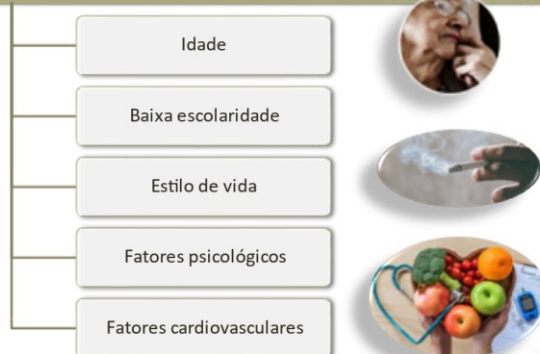 Idade
Baixa escolaridade
Estilo de vida
Fatores psicológicos
Fatores cardiovasculares